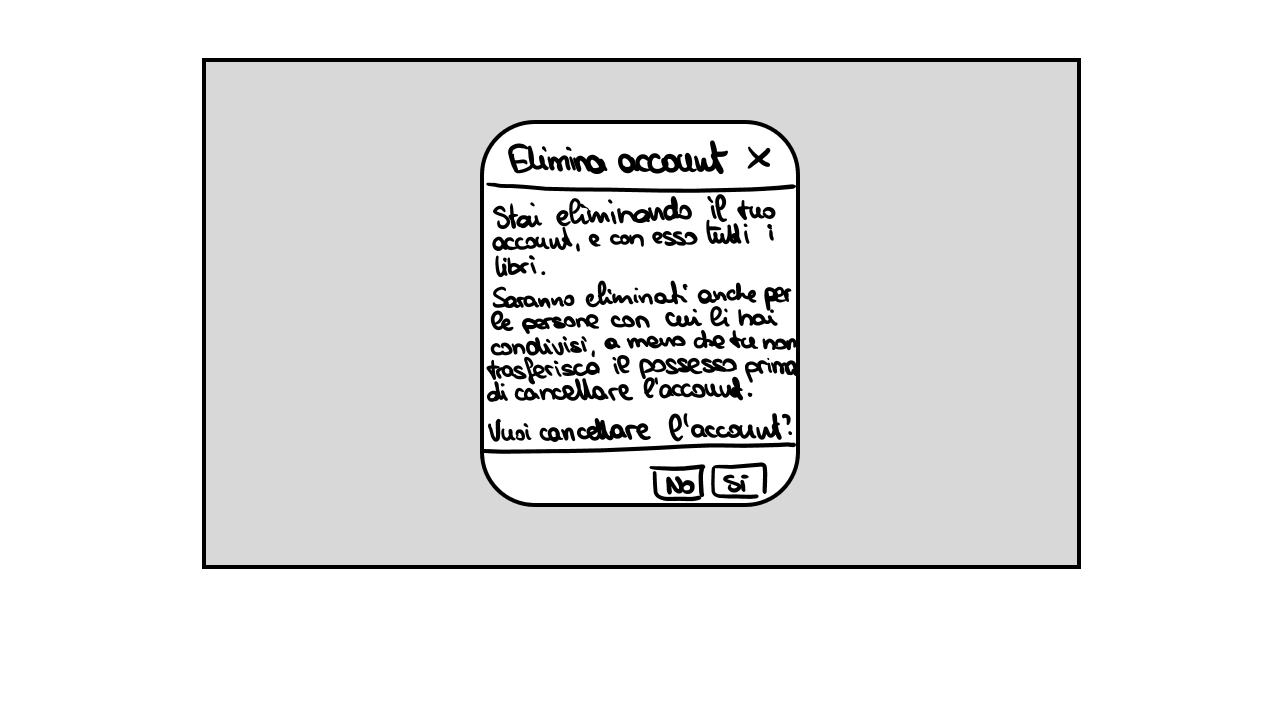 Elimina account X
Stai eliminando il tuo
account, e con esso tutti i
libri.
Saranno eliminati anche per
le persone con cui li hai
condivisi, a meno che tu non
trasferisca il possesso prima
di cancellare l'account.
Vuoi cancellare l'account?
No Si